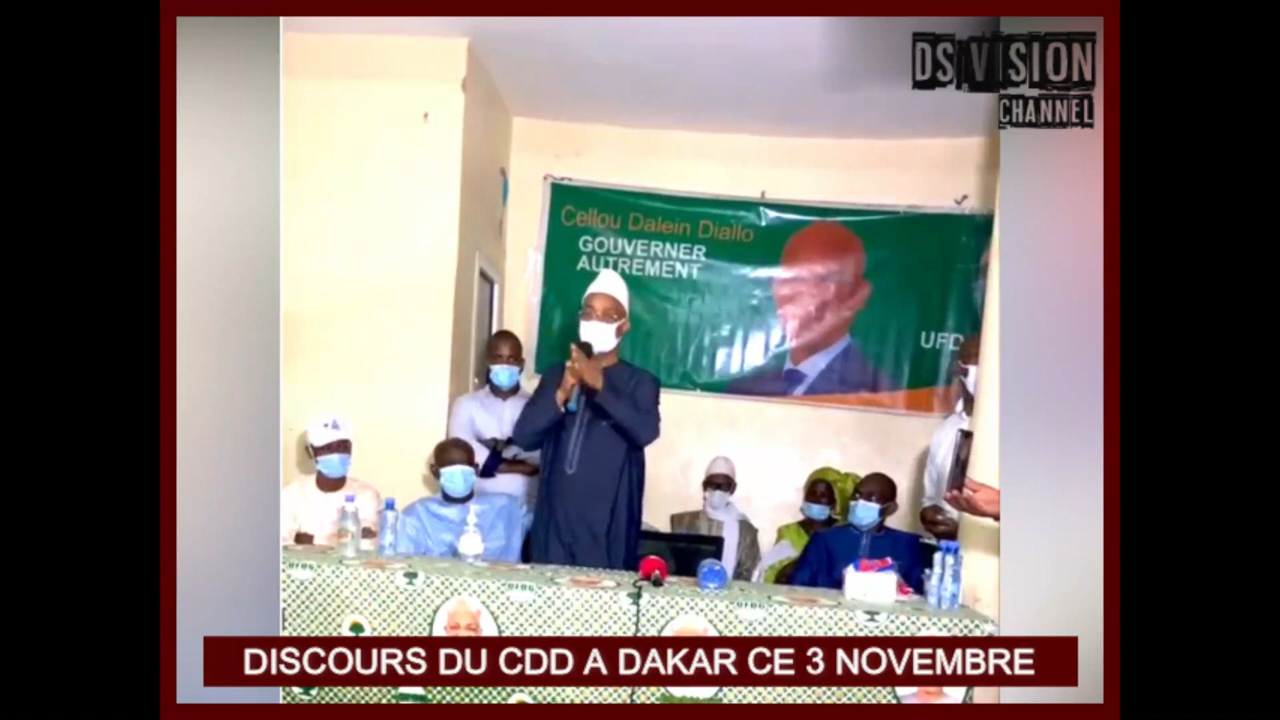 DS VISION
CHANNEL
Cellou Dalein Diallo
GOUVERNER
AUTREMENT
UFD
DISCOURS DU CDD A DAKAR CE 3 NOVEMBRE